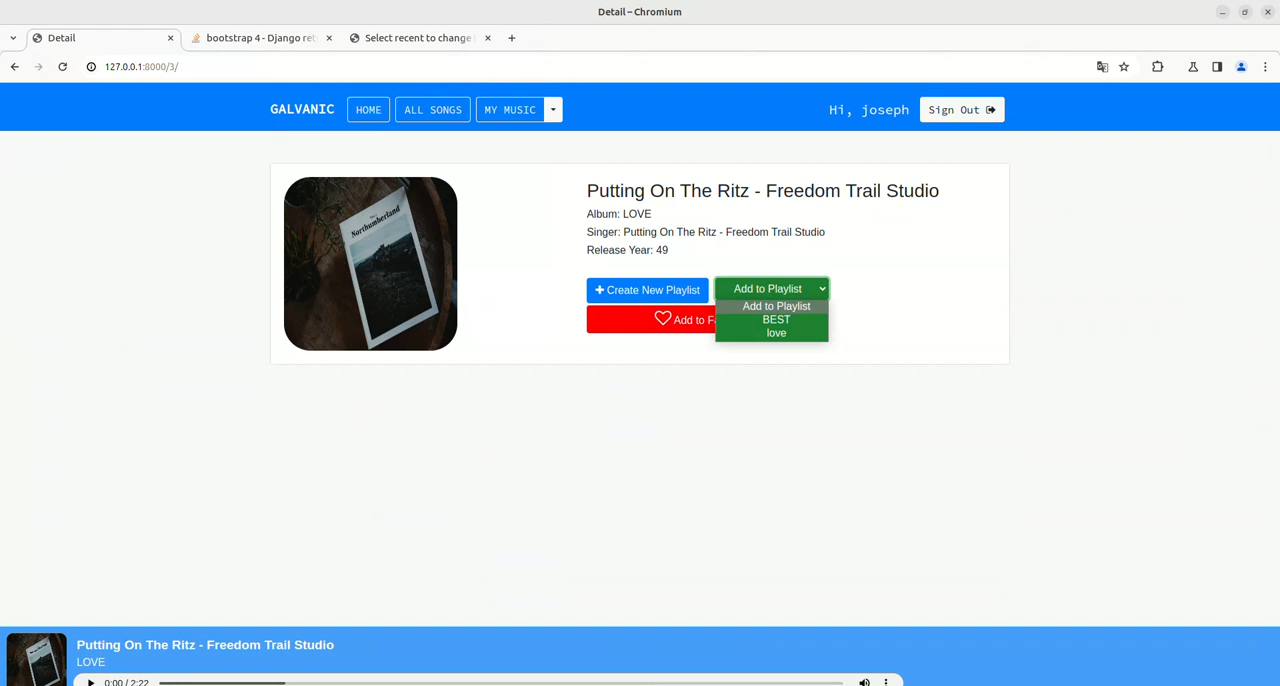 Detail – Chromium
Detail
bootstrap 4 - Django ret
Select recent to change
127.0.0.1:8000/3/
GALVANIC
HOME
ALL SONGS
MY MUSIC
Hi, joseph
Sign Out
Northumberland
Putting On The Ritz - Freedom Trail Studio
Album: LOVE
Singer: Putting On The Ritz - Freedom Trail Studio
Release Year: 49
Create New Playlist
Add to Playlist
Add to Playlist
BEST
love
Add to Fa
Putting On The Ritz - Freedom Trail Studio
LOVE
0:00 / 2:22